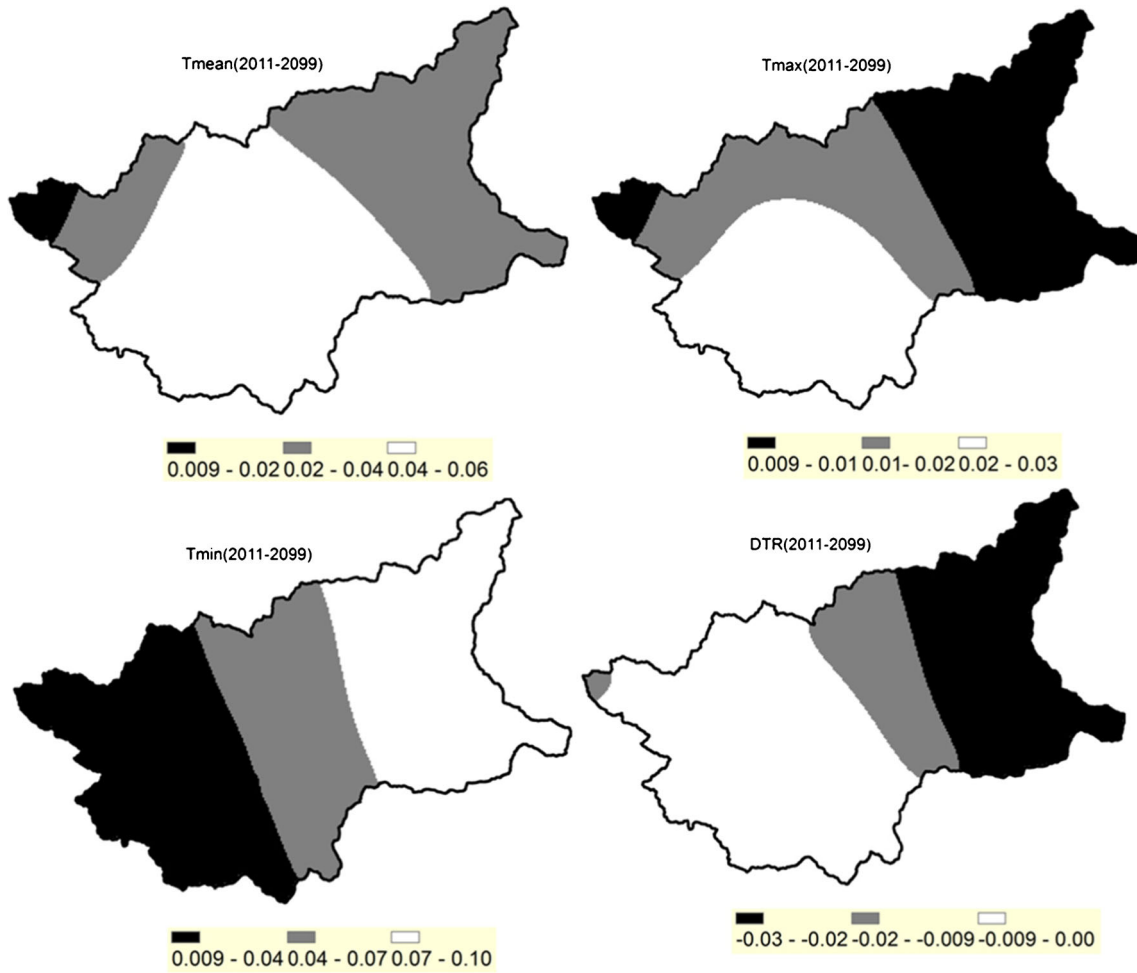 Tmean(2011-2099)
Tmax(2011-2099)
0.009 - 0.02 0.02 - 0.04 0.04 - 0.06
0.009 - 0.01 0.01- 0.02 0.02 - 0.03
Tmin(2011-2099)
DTR(2011-2099)
0.009 - 0.04 0.04 - 0.07 0.07 - 0.10
-0.03 - -0.02 -0.02 - -0.009 -0.009 - 0.00